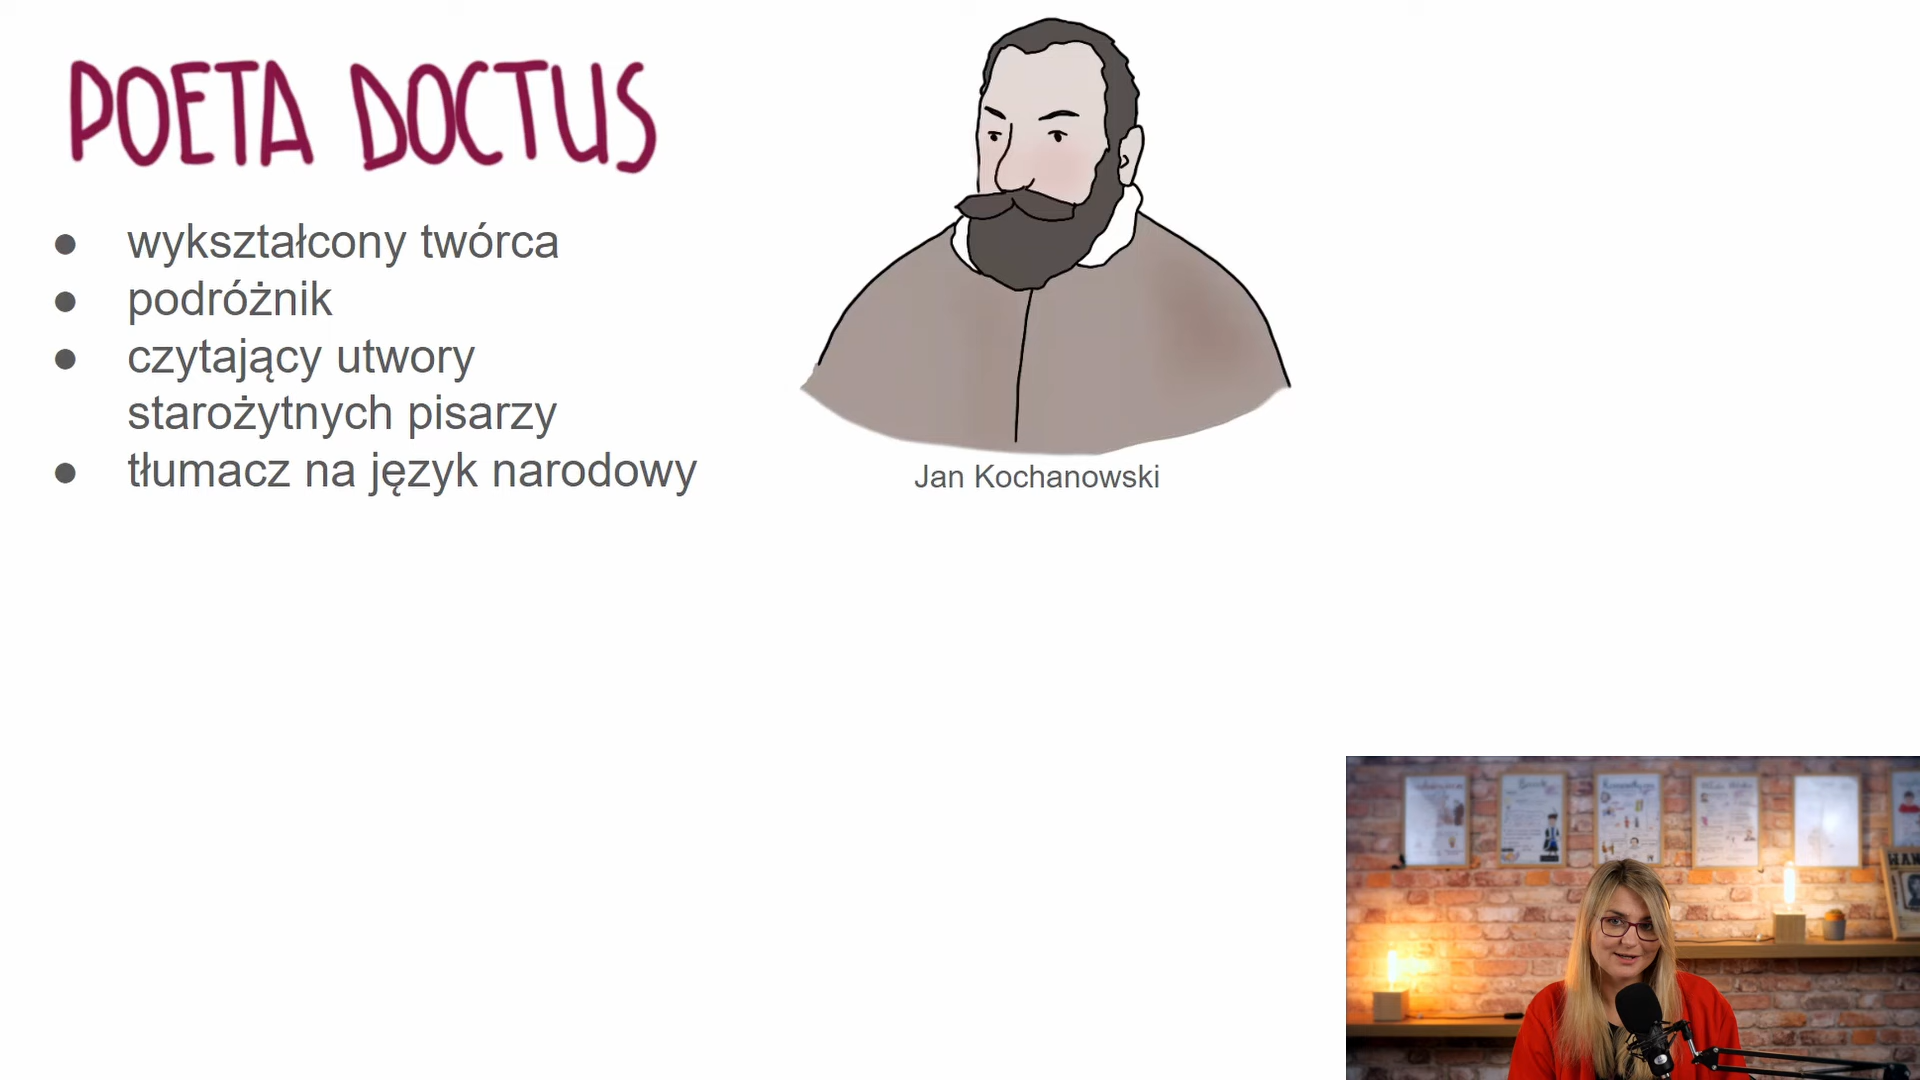 POETA DOCTUS
● wykształcony twórca
● podróżnik
● czytający utwory
starożytnych pisarzy
● tłumacz na język narodowy
Jan Kochanowski